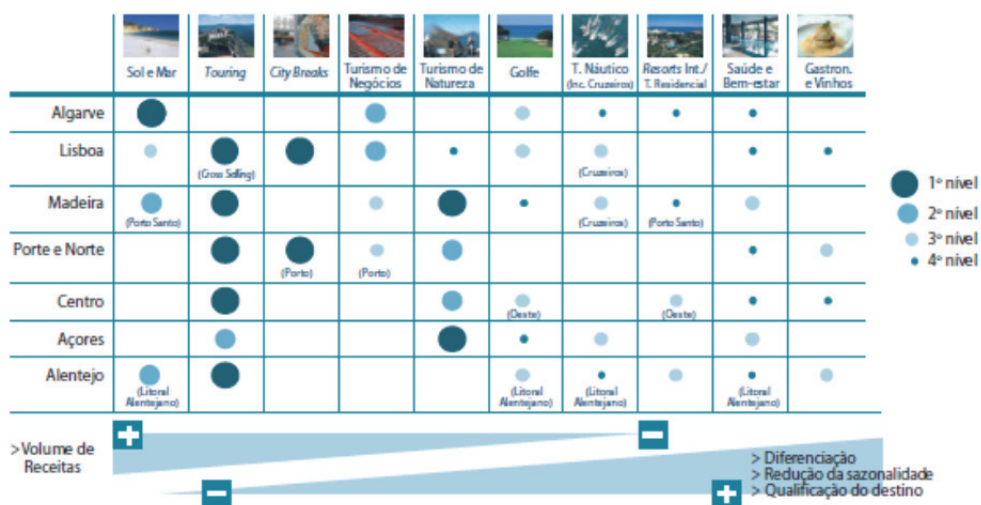 Sol e Mar
Touring
City Breaks
Turismo de
Negócios
Turismo de
Natureza
Golfe
T. Náutico
(Inc. Cruzeiros)
Resorts Int./
T. Residencial
Saúde e
Bem-estar
Gastron.
e Vinhos
Algarve
Lisboa
(Cross Selling)
(Cruzeiros)
Madeira
(Porto Santo)
(Cruzeiros)
(Porto Santo)
Porte e Norte
(Porto)
(Porto)
Centro
(Oeste)
(Oeste)
Açores
Alentejo
(Litoral
Alentejano)
(Litoral
Alentejano)
(Litoral
Alentejano)
(Litoral
Alentejano)
1º nível
2º nível
3º nível
4º nível
+
−
> Volume de
Receitas
> Diferenciação
> Redução da sazonalidade
> Qualificação do destino
−
+